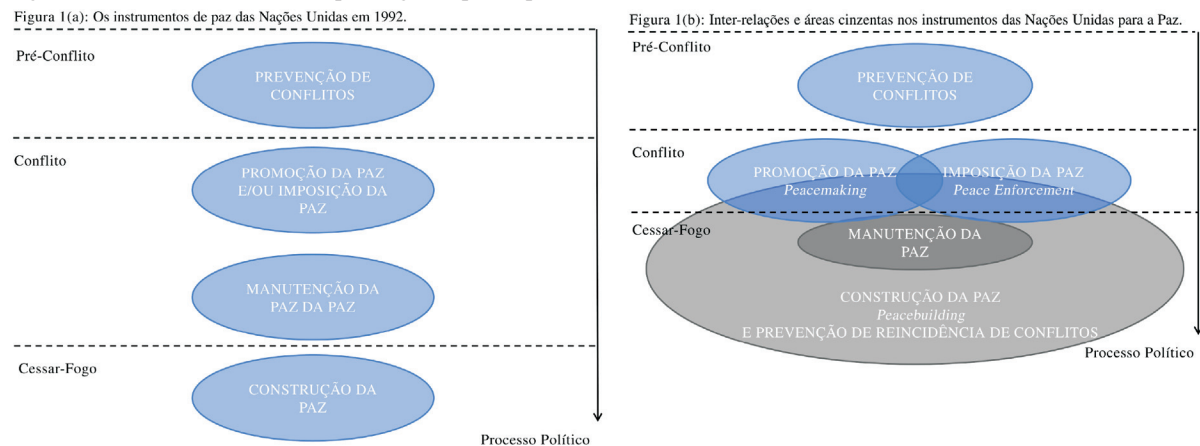 Figura 1(a): Os instrumentos de paz das Nações Unidas em 1992.
Pré-Conflito
PREVENÇÃO DE
CONFLITOS
Conflito
PROMOÇÃO DA PAZ
E/OU IMPOSIÇÃO DA
PAZ
MANUTENÇÃO DA
PAZ DA PAZ
Cessar-Fogo
CONSTRUÇÃO DA
PAZ
Processo Político
Figura 1(b): Inter-relações e áreas cinzentas nos instrumentos das Nações Unidas para a Paz.
Pré-Conflito
PREVENÇÃO DE
CONFLITOS
Conflito
PROMOÇÃO DA PAZ
Peacemaking
IMPOSIÇÃO DA PAZ
Peace Enforcement
Cessar-Fogo
MANUTENÇÃO DA
PAZ
CONSTRUÇÃO DA PAZ
Peacebuilding
E PREVENÇÃO DE REINCIDÊNCIA DE CONFLITOS
Processo Político